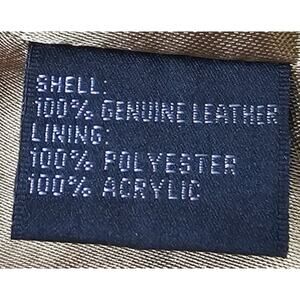 SHELL:
100% GENUINE LEATHER
LINING:
100% POLYESTER
100% ACRYLIC